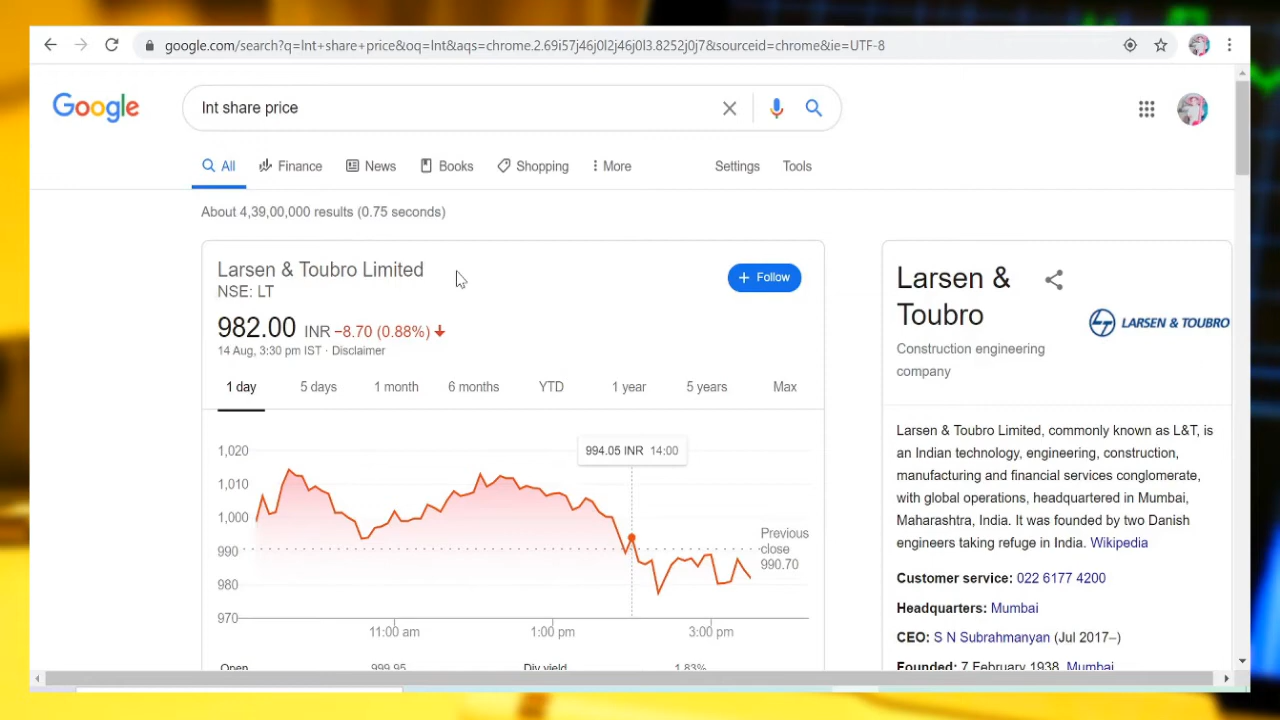 google.com/search?q=lnt+share+price&oq=lnt&aqs=chrome.2.69i57j46j0l2j46j0l3.8252j0j7&sourceid=chrome&ie=UTF-8
Google
lnt share price
All
Finance
News
Books
Shopping
More
Settings
Tools
About 4,39,00,000 results (0.75 seconds)
Larsen & Toubro Limited
NSE: LT
+ Follow
982.00 INR −8.70 (0.88%)
14 Aug, 3:30 pm IST · Disclaimer
1 day
5 days
1 month
6 months
YTD
1 year
5 years
Max
994.05 INR 14:00
1,020
1,010
1,000
990
980
970
Previous
close
990.70
11:00 am
1:00 pm
3:00 pm
Open
999.95
Div yield
1.83%
Larsen &
Toubro
LARSEN & TOUBRO
Construction engineering
company
Larsen & Toubro Limited, commonly known as L&T, is
an Indian technology, engineering, construction,
manufacturing and financial services conglomerate,
with global operations, headquartered in Mumbai,
Maharashtra, India. It was founded by two Danish
engineers taking refuge in India. Wikipedia
Customer service: 022 6177 4200
Headquarters: Mumbai
CEO: S N Subrahmanyan (Jul 2017–)
Founded: 7 February 1938, Mumbai